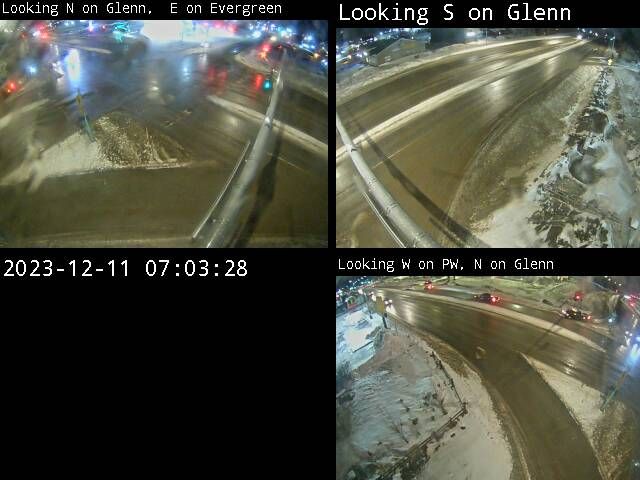 Looking N on Glenn,  E on Evergreen
Looking S on Glenn
2023-12-11 07:03:28
Looking W on PW, N on Glenn